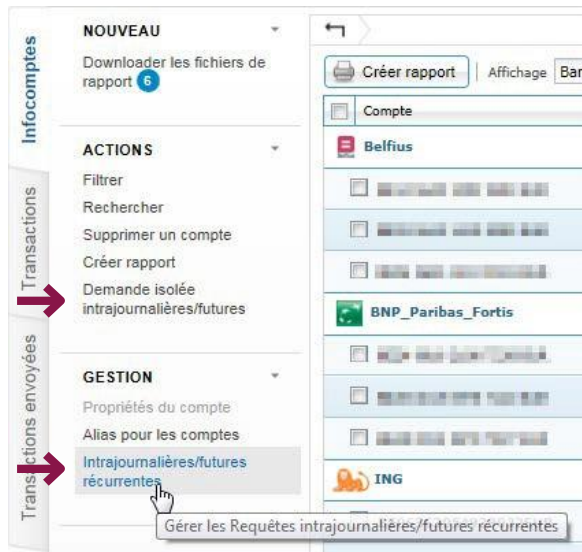 Infocomptes
Transactions
Transactions envoyées
NOUVEAU
Downloader les fichiers de
rapport 6
ACTIONS
Filtrer
Rechercher
Supprimer un compte
Créer rapport
Demande isolée
intrajournalières/futures
GESTION
Propriétés du compte
Alias pour les comptes
Intrajournalières/futures
récurrentes
Gérer les Requêtes intrajournalières/futures récurrentes
Créer rapport | Affichage Bar
Compte
Belfius
BNP_Paribas_Fortis
ING